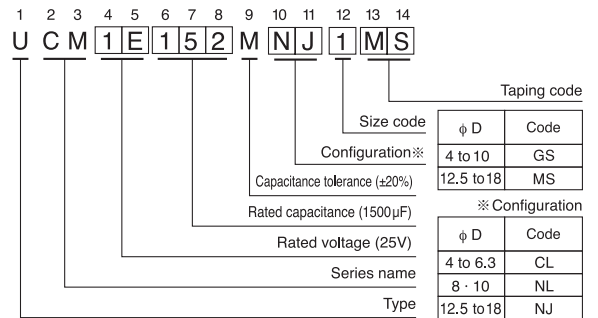 1 2 3 4 5 6 7 8 9 10 11 12 13 14
U C M 1 E 1 5 2 M N J 1 M S
Taping code
Size code
Configuration※
Capacitance tolerance (±20%)
Rated capacitance (1500µF)
Rated voltage (25V)
Series name
Type
φ D Code
4 to 10 GS
12.5 to 18 MS
※ Configuration
φ D Code
4 to 6.3 CL
8 · 10 NL
12.5 to 18 NJ